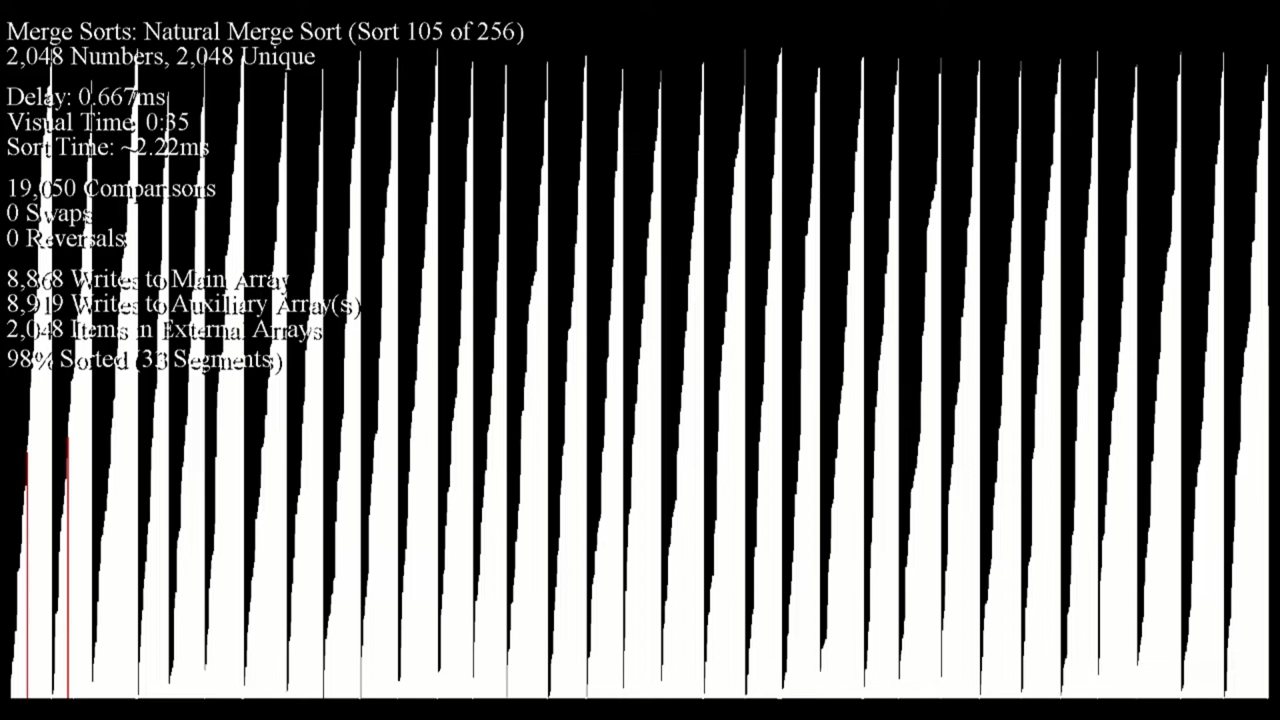 Merge Sorts: Natural Merge Sort (Sort 105 of 256)
2,048 Numbers, 2,048 Unique
Delay: 0.667ms
Visual Time: 0:35
Sort Time: ~2.22ms
19,050 Comparisons
0 Swaps
0 Reversals
8,868 Writes to Main Array
8,919 Writes to Auxiliary Array(s)
2,048 Items in External Arrays
98% Sorted (33 Segments)